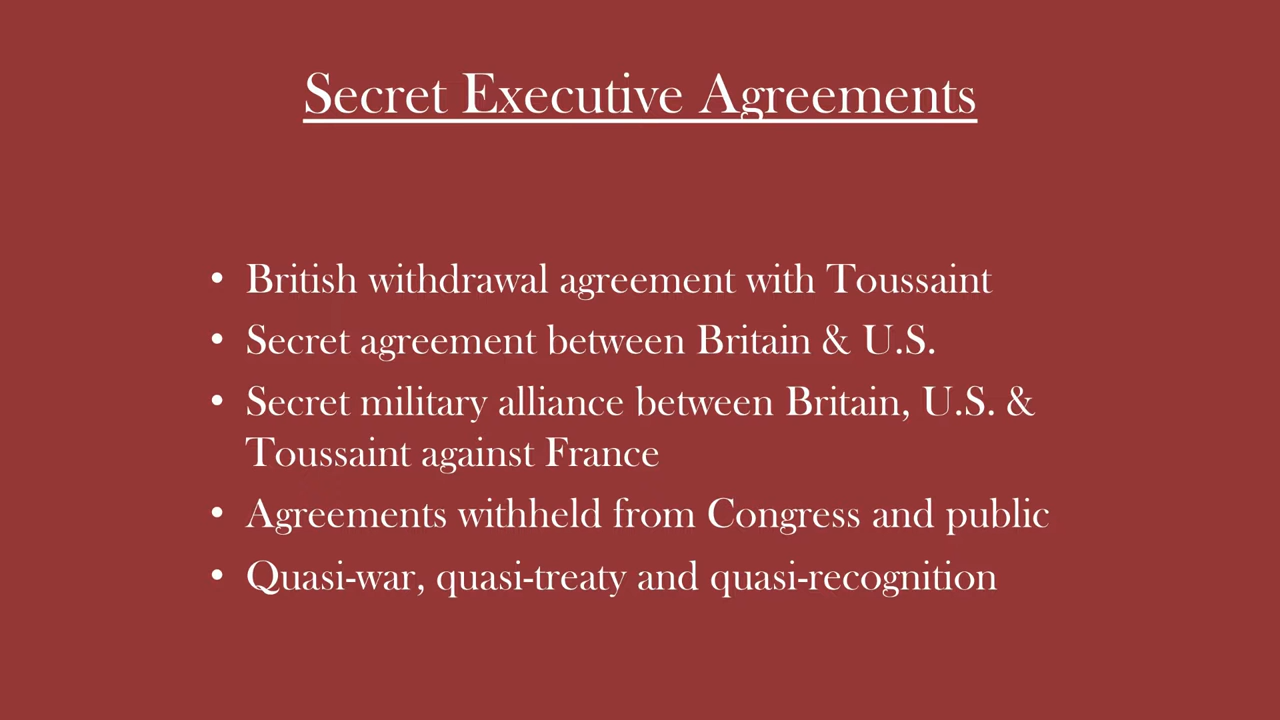 Secret Executive Agreements
• British withdrawal agreement with Toussaint
• Secret agreement between Britain & U.S.
• Secret military alliance between Britain, U.S. &
Toussaint against France
• Agreements withheld from Congress and public
• Quasi-war, quasi-treaty and quasi-recognition